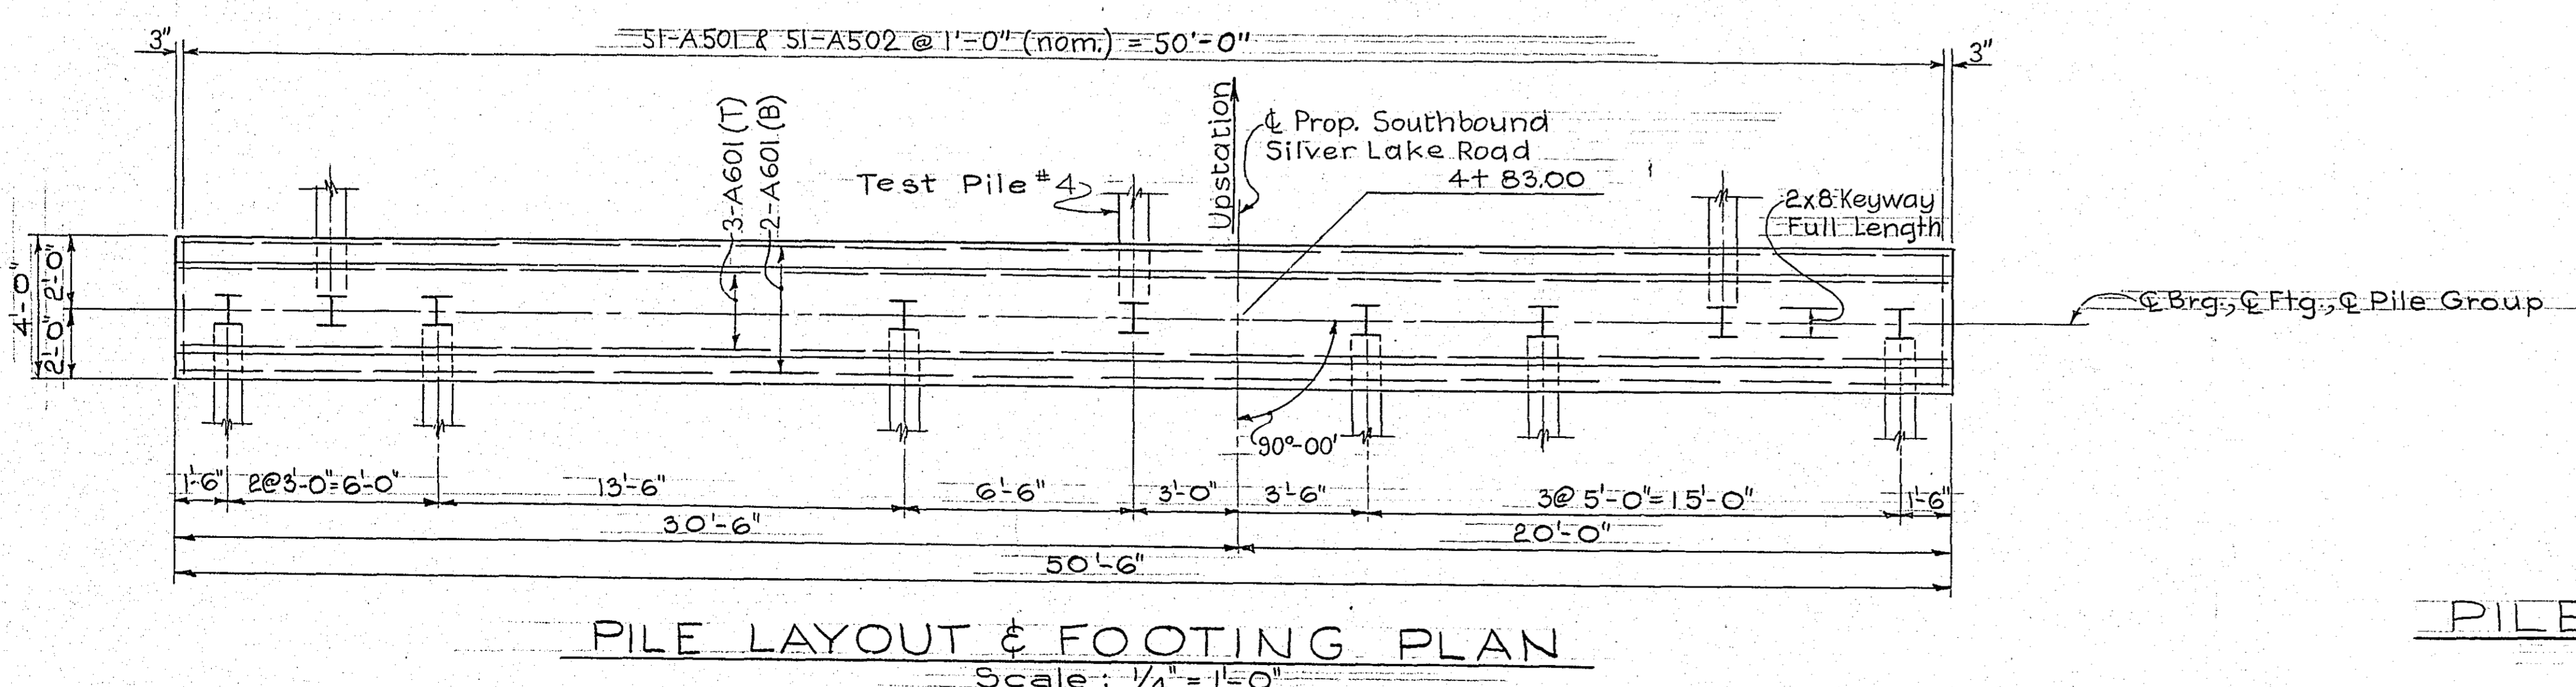 3" 51-A501 & 51-A502 @ 1'-0" (nom.) = 50'-0" 3"
3-A601 (T)
2-A601 (B)
Test Pile #4
Upstation
℄ Prop. Southbound
Silver Lake Road
4+ 83.00
2x8 Keyway
Full Length
4'-0"
2'-0"
2'-0"
℄ Brg., ℄ Ftg., ℄ Pile Group
90°-00'
1'-6" 2@3'-0"=6'-0" 13'-6" 6'-6" 3'-0" 3'-6" 3@ 5'-0"=15'-0" 1'-6"
30'-6" 20'-0"
50'-6"
PILE LAYOUT & FOOTING PLAN
Scale: 1/4" = 1'-0"
PILE